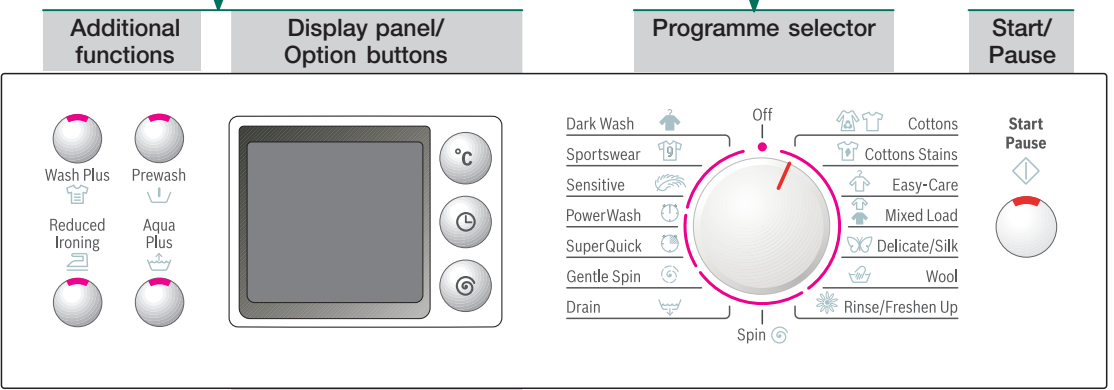 Additional
functions
Display panel/
Option buttons
Programme selector
Start/
Pause
Wash Plus
Prewash
Reduced
Ironing
Aqua
Plus
°C
Off
Dark Wash
Sportswear
9
Sensitive
PowerWash
SuperQuick
Gentle Spin
Drain
Spin
Cottons
Cottons Stains
Easy-Care
Mixed Load
Delicate/Silk
Wool
Rinse/Freshen Up
Start
Pause